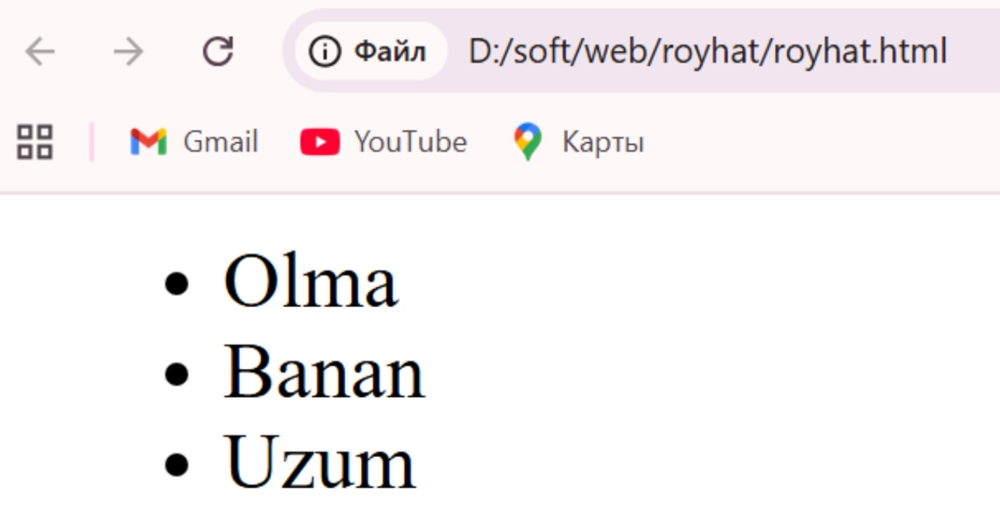 Файл D:/soft/web/royhat/royhat.html
Gmail YouTube Карты
• Olma
• Banan
• Uzum